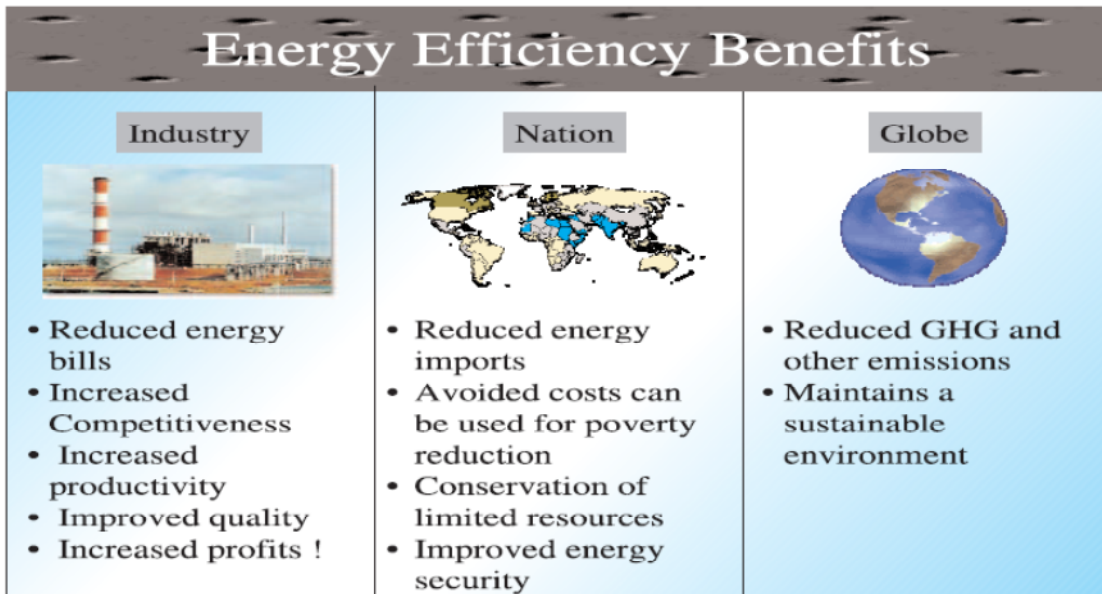 Energy Efficiency Benefits
Industry
• Reduced energy
bills
• Increased
Competitiveness
• Increased
productivity
• Improved quality
• Increased profits !
Nation
• Reduced energy
imports
• Avoided costs can
be used for poverty
reduction
• Conservation of
limited resources
• Improved energy
security
Globe
• Reduced GHG and
other emissions
• Maintains a
sustainable
environment